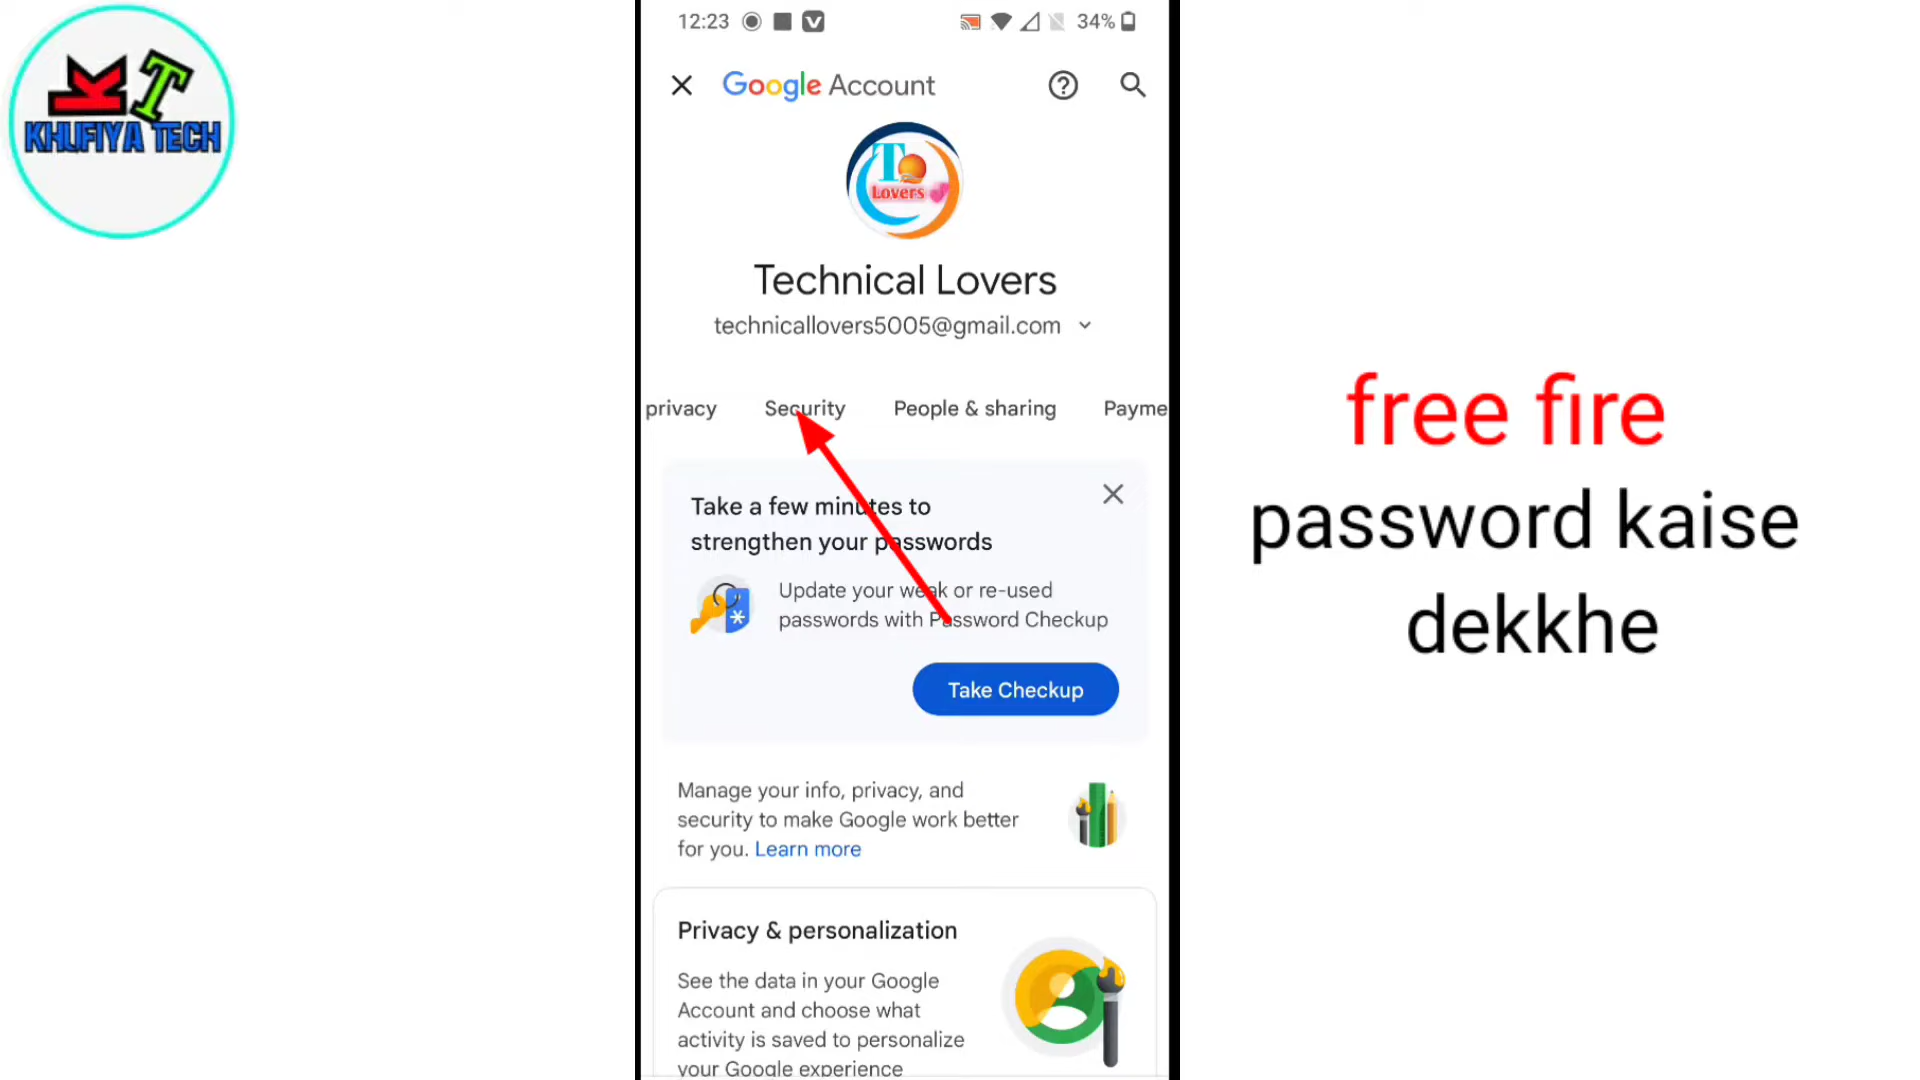 KT
KHUFIYA TECH
12:23
34%
Google Account
T
Lovers
Technical Lovers
technicallovers5005@gmail.com
privacy Security People & sharing Payme
Take a few minutes to
strengthen your passwords
Update your weak or re-used
passwords with Password Checkup
Take Checkup
Manage your info, privacy, and
security to make Google work better
for you. Learn more
Privacy & personalization
See the data in your Google
Account and choose what
activity is saved to personalize
your Google experience
free fire
password kaise
dekkhe